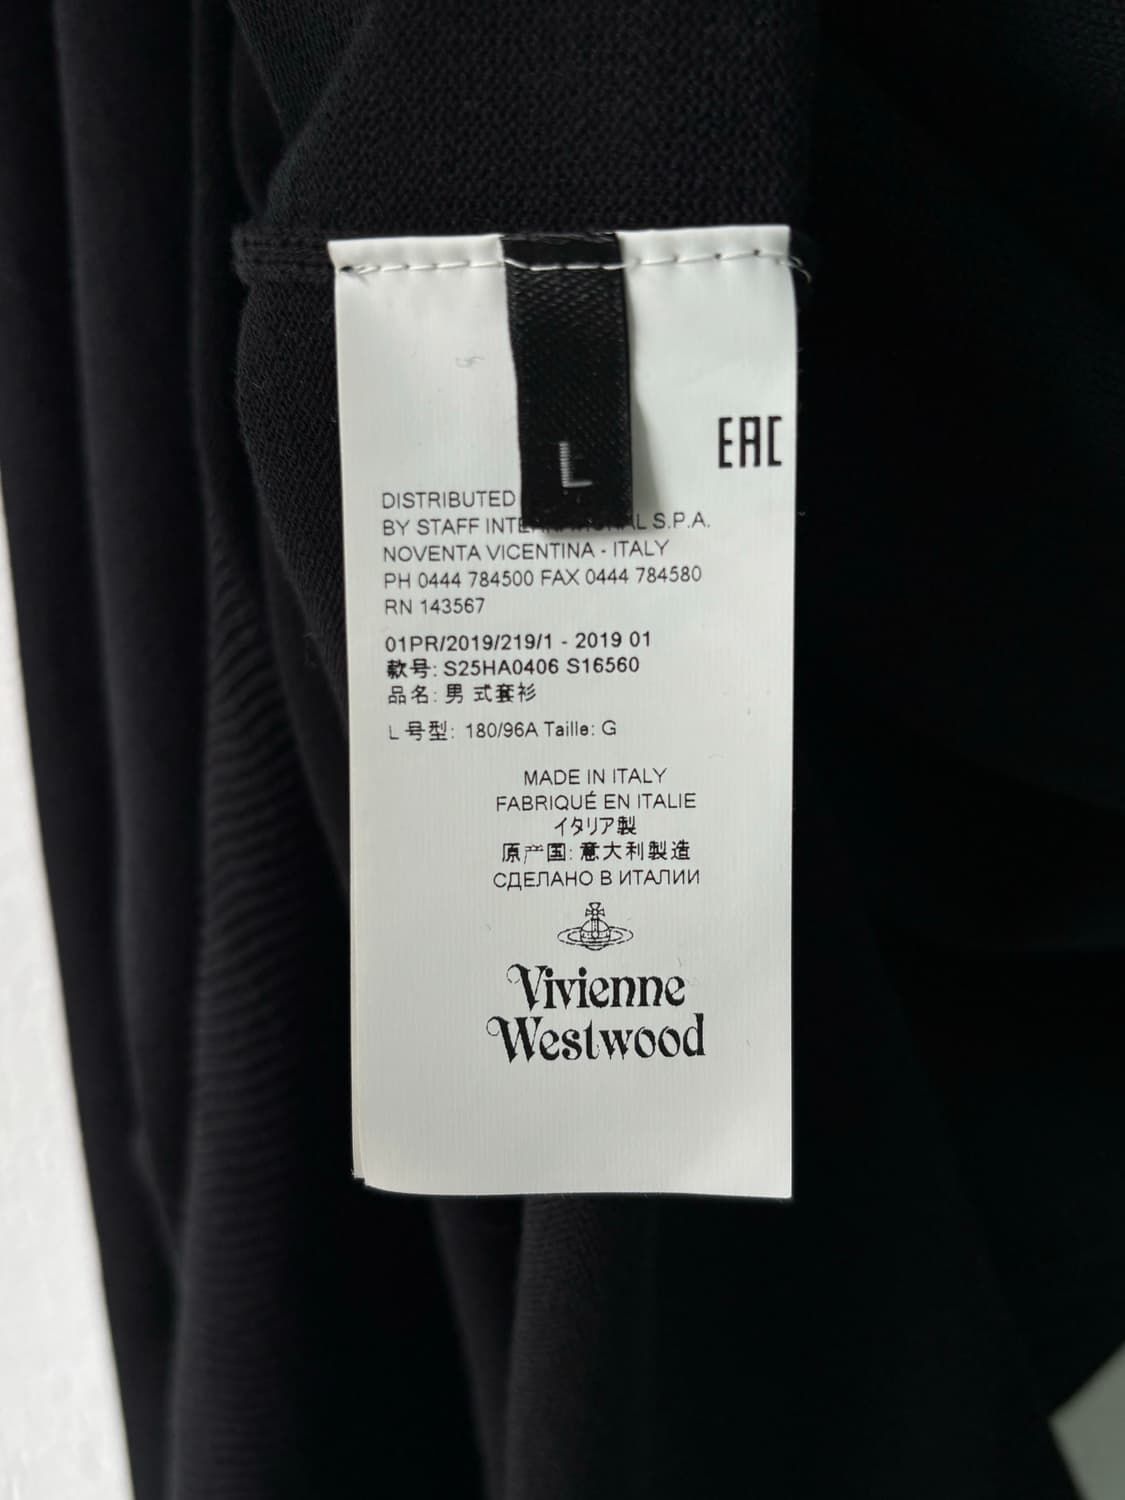 L
EAC
DISTRIBUTED
BY STAFF S.P.A.
NOVENTA VICENTINA - ITALY
PH 0444 784500 FAX 0444 784580
RN 143567
01PR/2019/219/1 - 2019 01
款号: S25HA0406 S16560
品名: 男 式套衫
L 号型: 180/96A Taille: G
MADE IN ITALY
FABRIQUÉ EN ITALIE
イタリア製
原产国: 意大利製造
СДЕЛАНО В ИТАЛИИ
Vivienne
Westwood